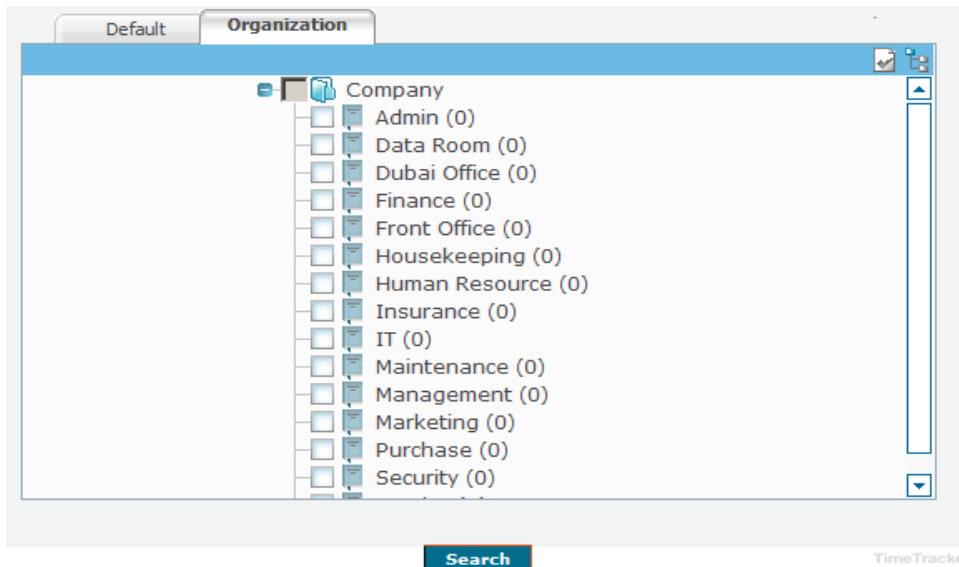 Default
Organization
Company
Admin (0)
Data Room (0)
Dubai Office (0)
Finance (0)
Front Office (0)
Housekeeping (0)
Human Resource (0)
Insurance (0)
IT (0)
Maintenance (0)
Management (0)
Marketing (0)
Purchase (0)
Security (0)
Search
TimeTracke